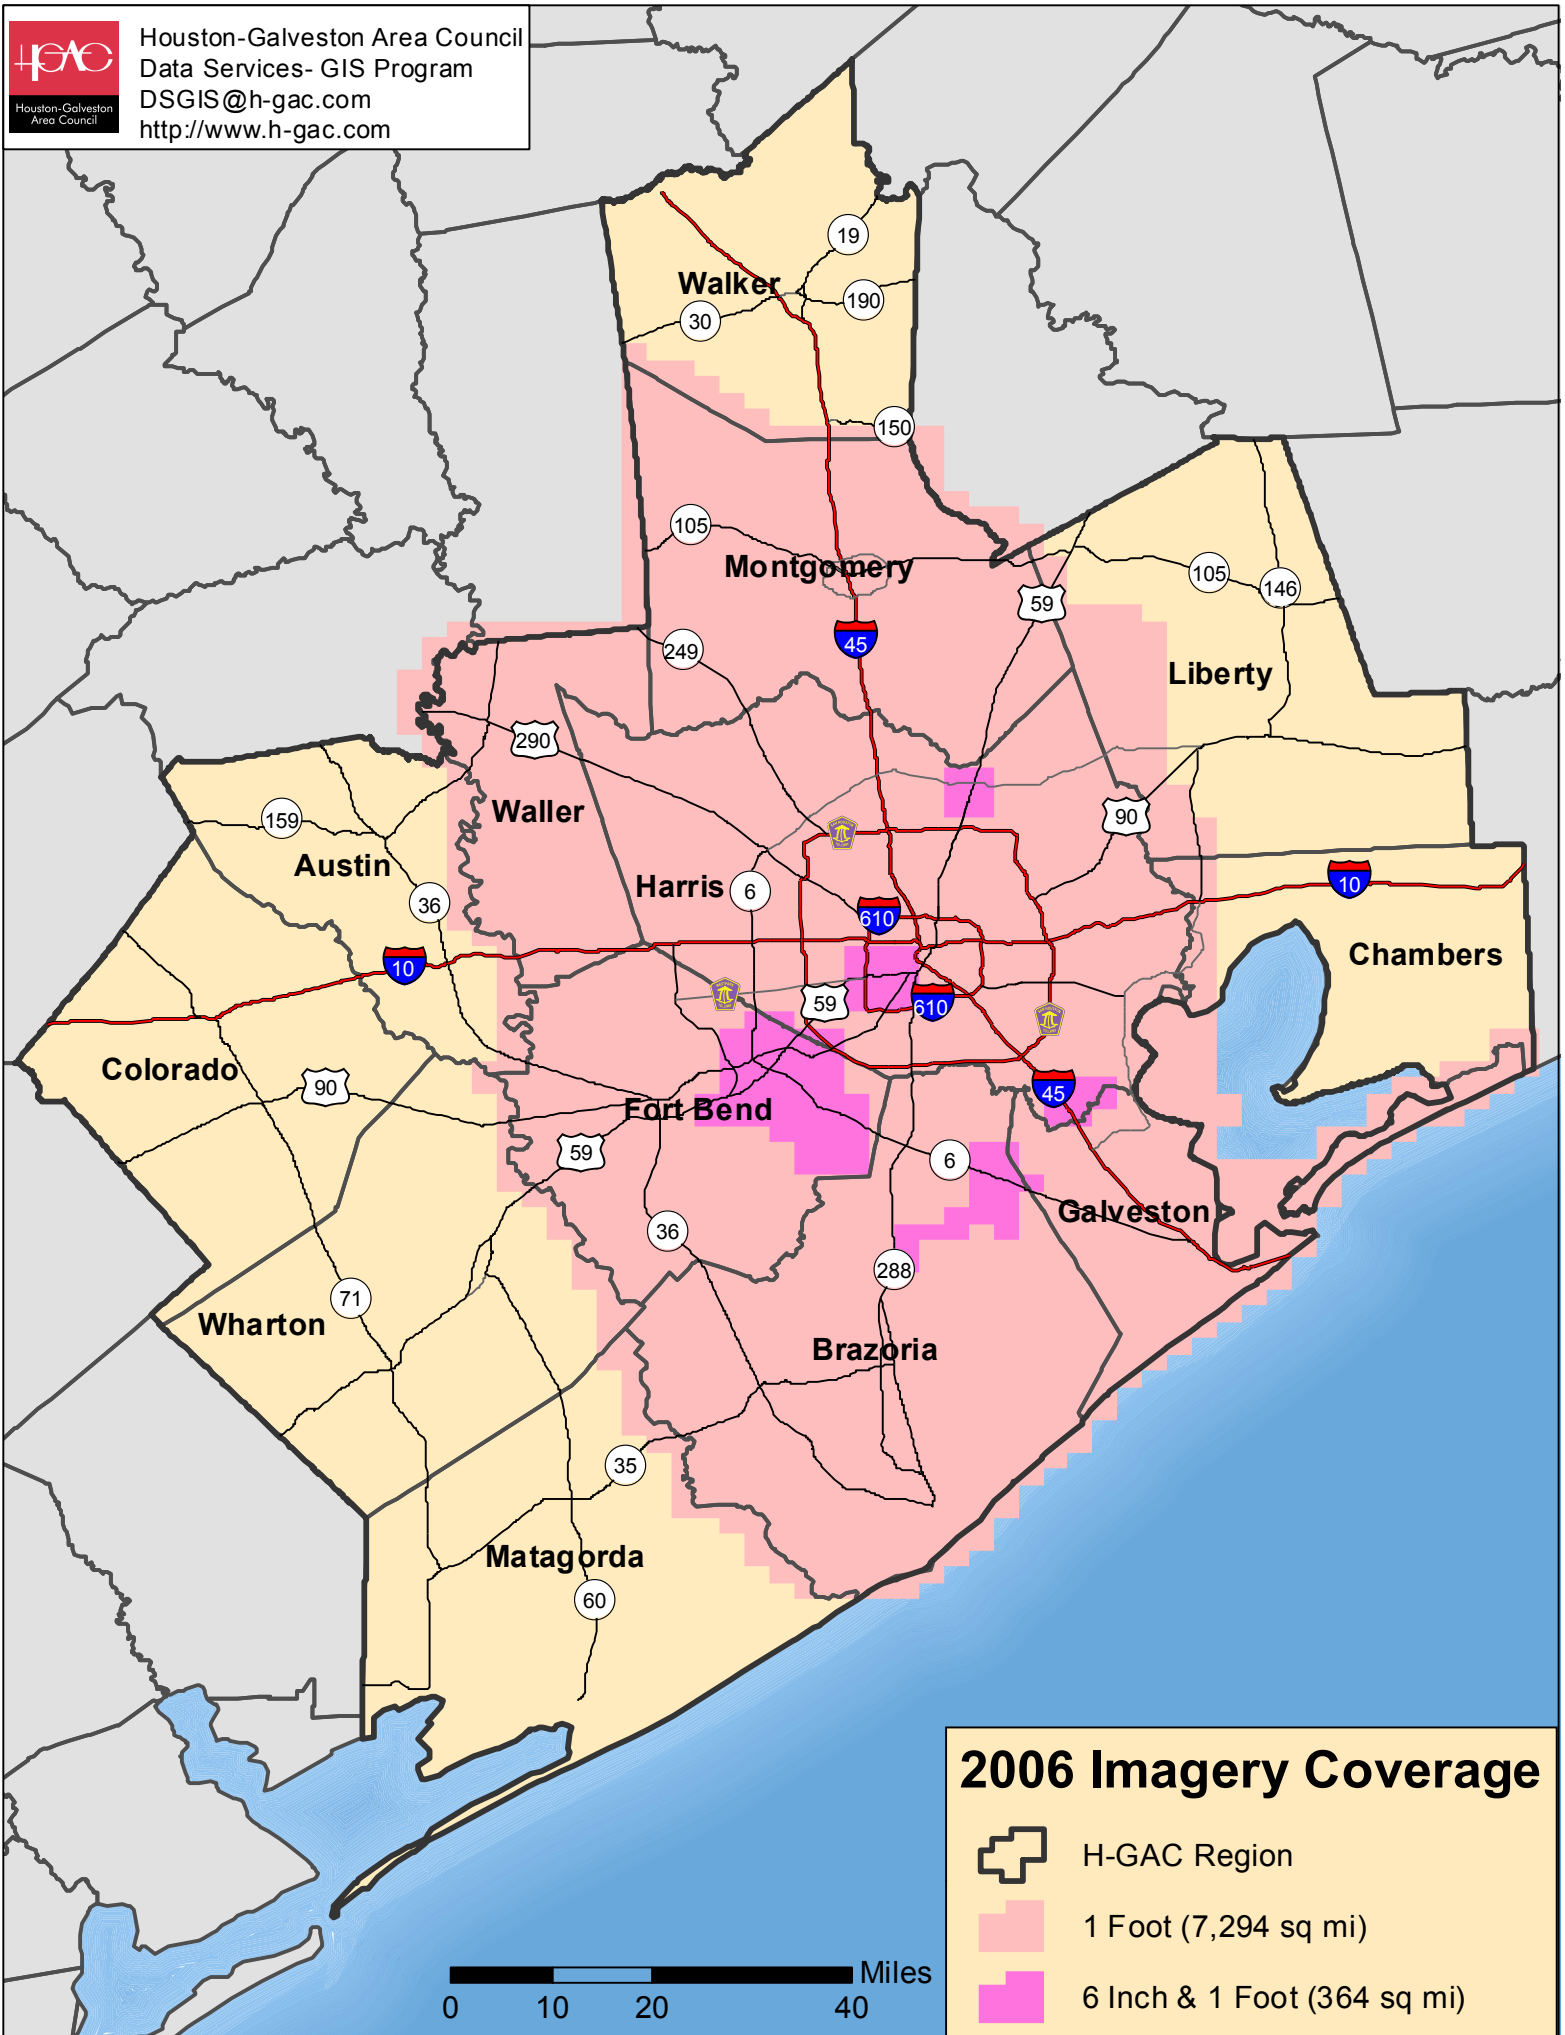 Houston-Galveston
Area Council
Houston-Galveston Area Council
Data Services- GIS Program
DSGIS@h-gac.com
http://www.h-gac.com
19
Walker
190
30
150
105
Montgomery
105
146
59
45
249
Liberty
290
Waller
90
159
Austin
Harris
6
10
36
610
Chambers
10
59
610
Colorado
90
45
Fort Bend
59
6
Galveston
36
288
71
Wharton
Brazoria
35
Matagorda
60
2006 Imagery Coverage
H-GAC Region
1 Foot (7,294 sq mi)
6 Inch & 1 Foot (364 sq mi)
Miles
0 10 20 40